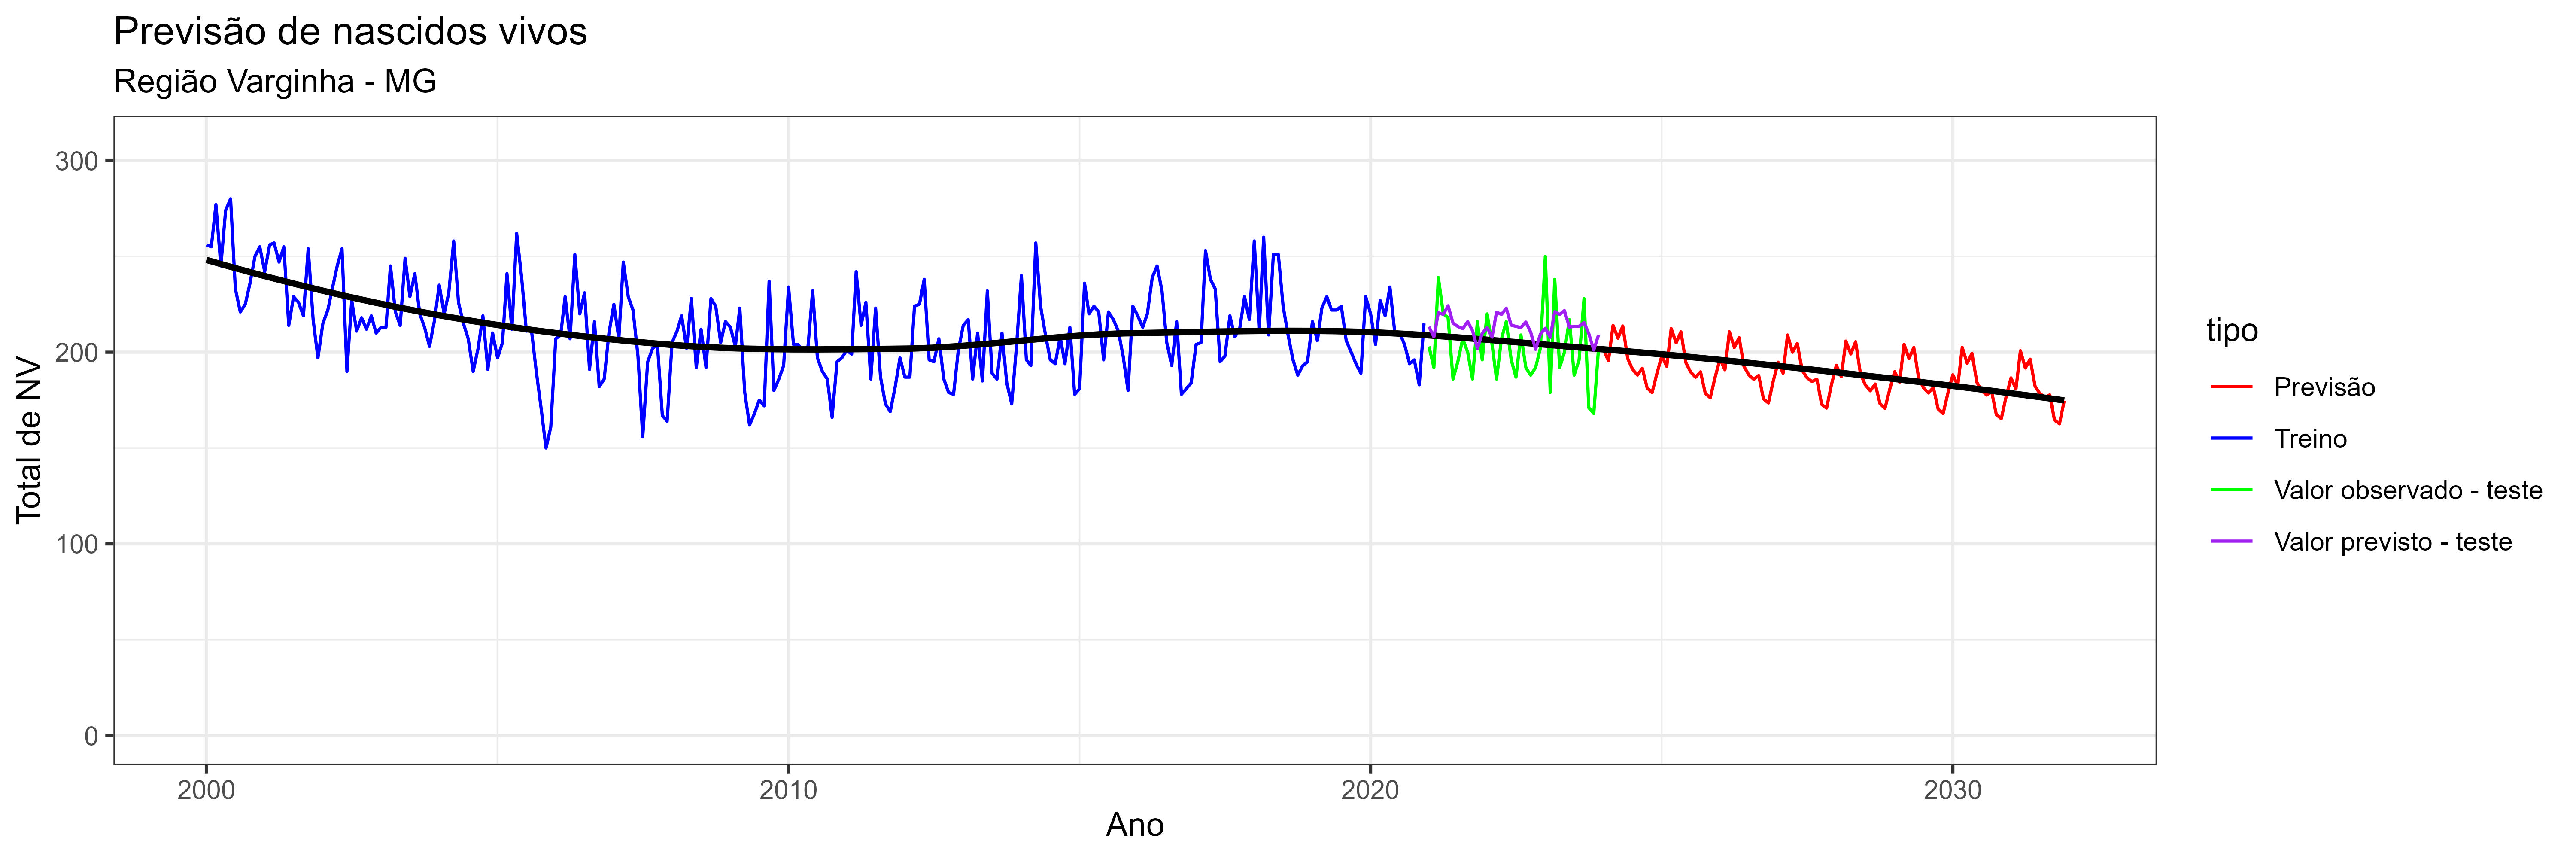 Previsão de nascidos vivos
Região Varginha - MG
300
200
100
0
Total de NV
2000
2010
2020
2030
Ano
tipo
Previsão
Treino
Valor observado - teste
Valor previsto - teste